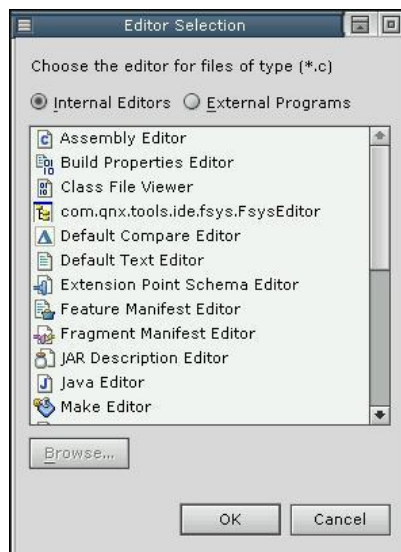 Editor Selection
Choose the editor for files of type (*.c)
Internal Editors External Programs
Assembly Editor
Build Properties Editor
Class File Viewer
com.qnx.tools.ide.fsys.FsysEditor
Default Compare Editor
Default Text Editor
Extension Point Schema Editor
Feature Manifest Editor
Fragment Manifest Editor
JAR Description Editor
Java Editor
Make Editor
Browse...
OK Cancel